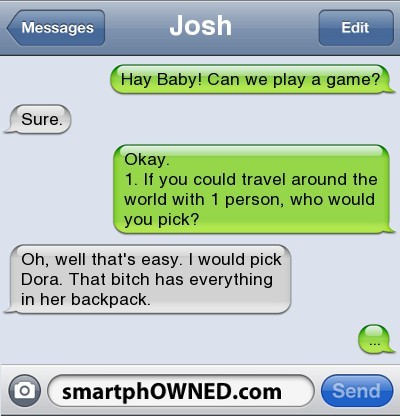 Messages
Josh
Edit
Hay Baby! Can we play a game?
Sure.
Okay.
1. If you could travel around the
world with 1 person, who would
you pick?
Oh, well that's easy. I would pick
Dora. That bitch has everything
in her backpack.
...
smartphOWNED.com
Send